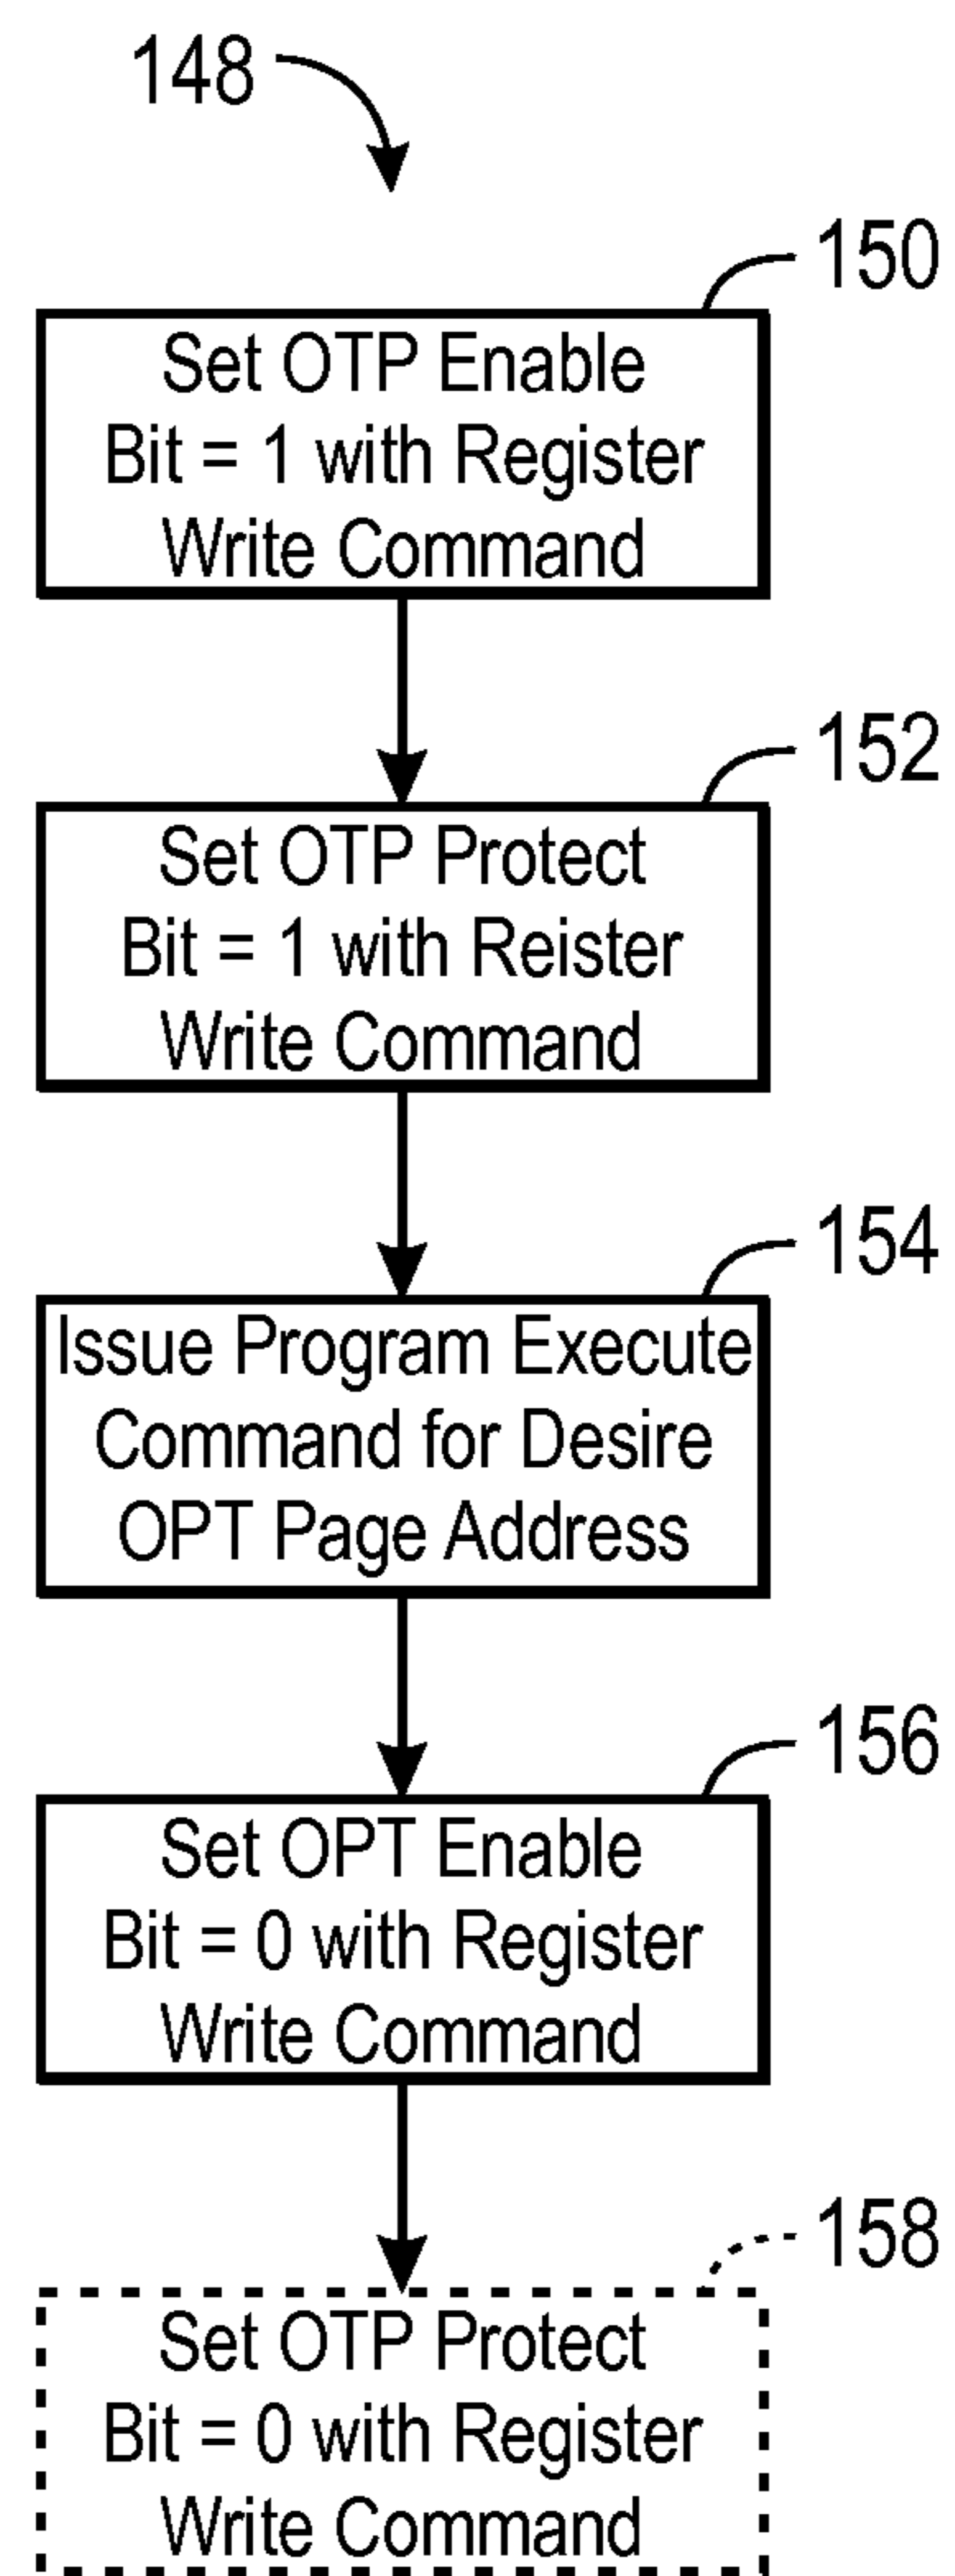 148
150
Set OTP Enable
Bit = 1 with Register
Write Command
152
Set OTP Protect
Bit = 1 with Reister
Write Command
154
Issue Program Execute
Command for Desire
OPT Page Address
156
Set OPT Enable
Bit = 0 with Register
Write Command
158
Set OTP Protect
Bit = 0 with Register
Write Command